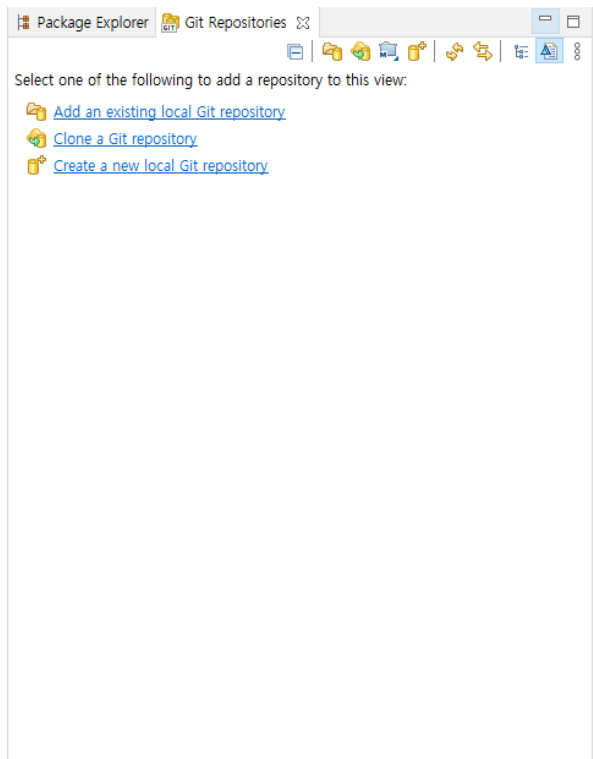 Package Explorer Git Repositories
Select one of the following to add a repository to this view:
Add an existing local Git repository
Clone a Git repository
Create a new local Git repository